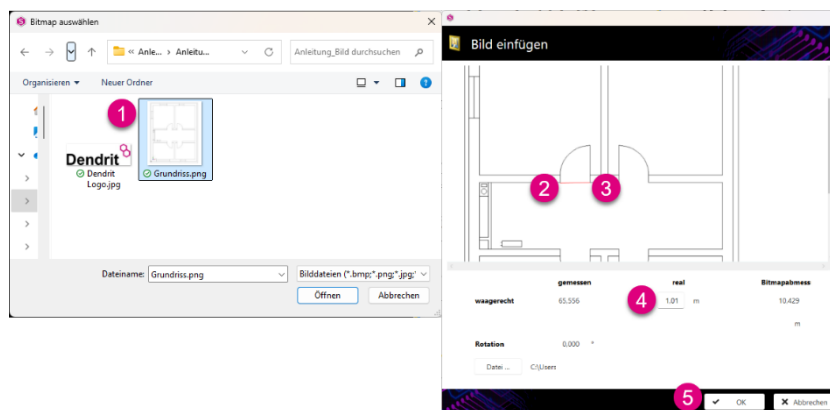 Bitmap auswählen
« Anle... › Anleitu...
Anleitung_Bild durchsuchen
Organisieren
Neuer Ordner
1
Dendrit
Dendrit
Logo.jpg
Grundriss.png
Dateiname: Grundriss.png
Bilddateien (*.bmp;*.png;*.jpg;*
Öffnen
Abbrechen
Bild einfügen
2
3
gemessen
real
Bitmapabmess
waagerecht
65,556
4
1.01
m
10.429
m
Rotation
0,000
°
Datei ...
C:\Users
5
OK
Abbrechen